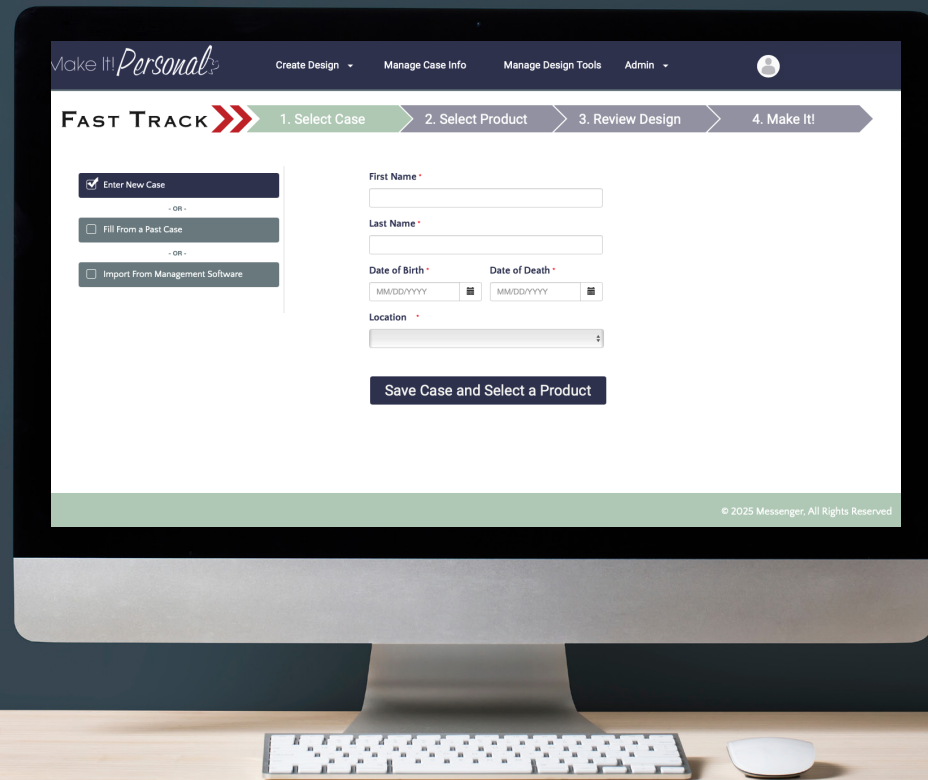 Make It! Personal
Create Design Manage Case Info Manage Design Tools Admin
FAST TRACK 1. Select Case 2. Select Product 3. Review Design 4. Make It!
Enter New Case
- OR -
Fill From a Past Case
- OR -
Import From Management Software
First Name *
Last Name *
Date of Birth * Date of Death *
MM/DD/YYYY MM/DD/YYYY
Location *
Save Case and Select a Product
© 2025 Messenger, All Rights Reserved